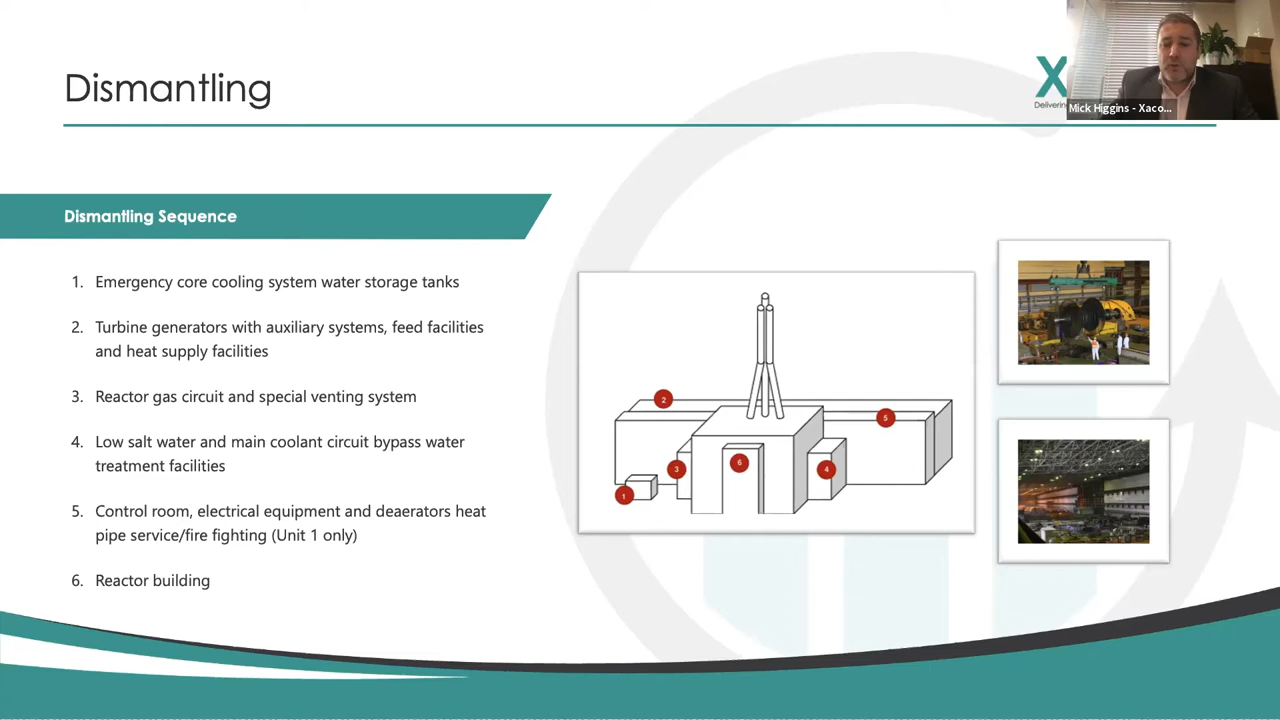 Dismantling
X
Delivering
Mick Higgins - Xaco...
Dismantling Sequence
1. Emergency core cooling system water storage tanks
2. Turbine generators with auxiliary systems, feed facilities
and heat supply facilities
3. Reactor gas circuit and special venting system
4. Low salt water and main coolant circuit bypass water
treatment facilities
5. Control room, electrical equipment and deaerators heat
pipe service/fire fighting (Unit 1 only)
6. Reactor building
2
5
6
3
4
1